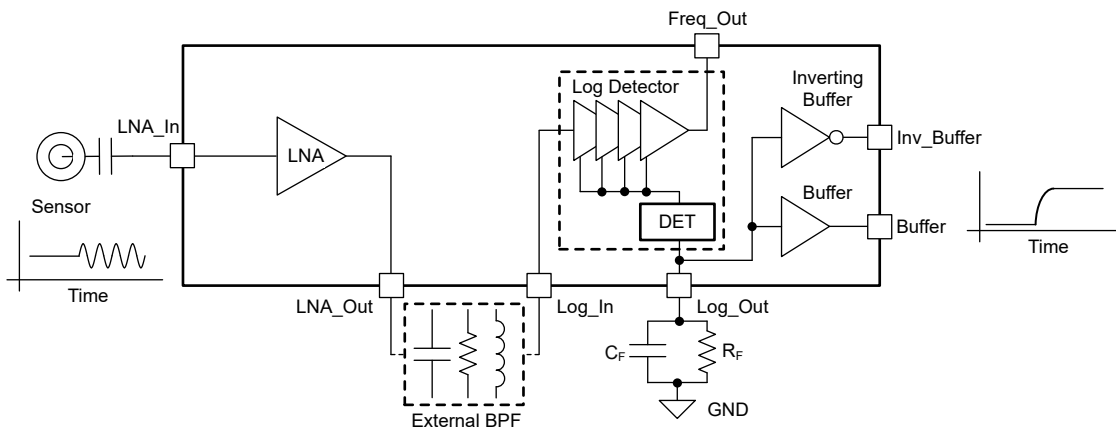 Freq_Out
Inverting
Buffer
Log Detector
LNA_In
LNA
Inv_Buffer
Sensor
DET
Buffer
Buffer
Time
Time
LNA_Out
Log_In
Log_Out
CF
RF
GND
External BPF